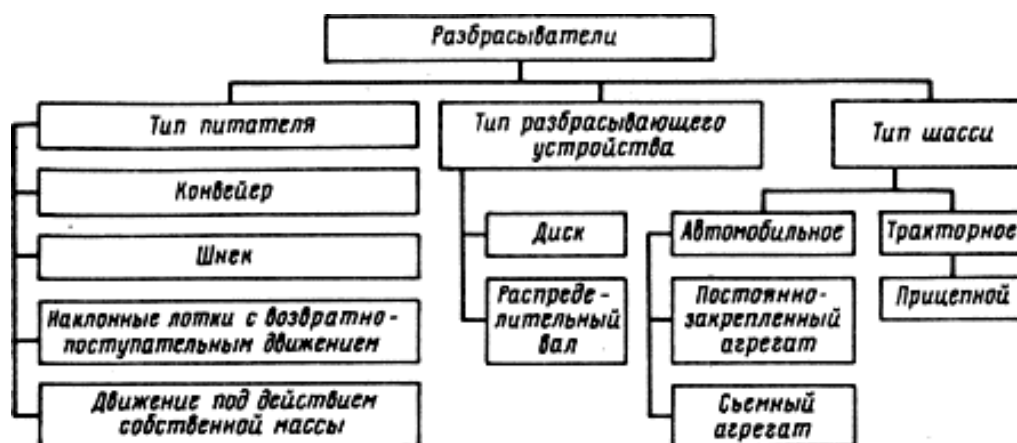 Разбрасыватели
Тип питателя
Конвейер
Шнек
Наклонные лотки с возвратно-
поступательным движением
Движение под действием
собственной массы
Тип разбрасывающего
устройства
Диск
Распреде-
лительный
вал
Тип шасси
Автомобильное
Постоянно-
закрепленный
агрегат
Сьемный
агрегат
Тракторное
Прицепной